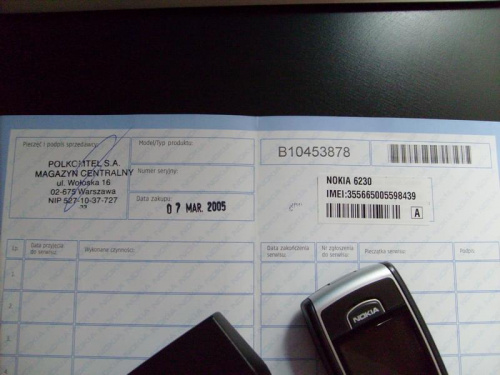 Pieczęć i podpis sprzedawcy:
POLKOMTEL S.A.
MAGAZYN CENTRALNY
ul. Wołoska 16
02-675 Warszawa
NIP 527-10-37-727
Model/Typ produktu:
Numer seryjny:
Data zakupu:
07 MAR. 2005
B10453878
NOKIA 6230
IMEI:355665005598439
A
Lp.
Data przyjęcia
do serwisu:
Wykonane czynności:
Data zakończenia
serwisu:
Nr zgłoszenia
do serwisu:
Pieczątka serwisu:
Podpis:
1.
2.
3.
4.
NOKIA